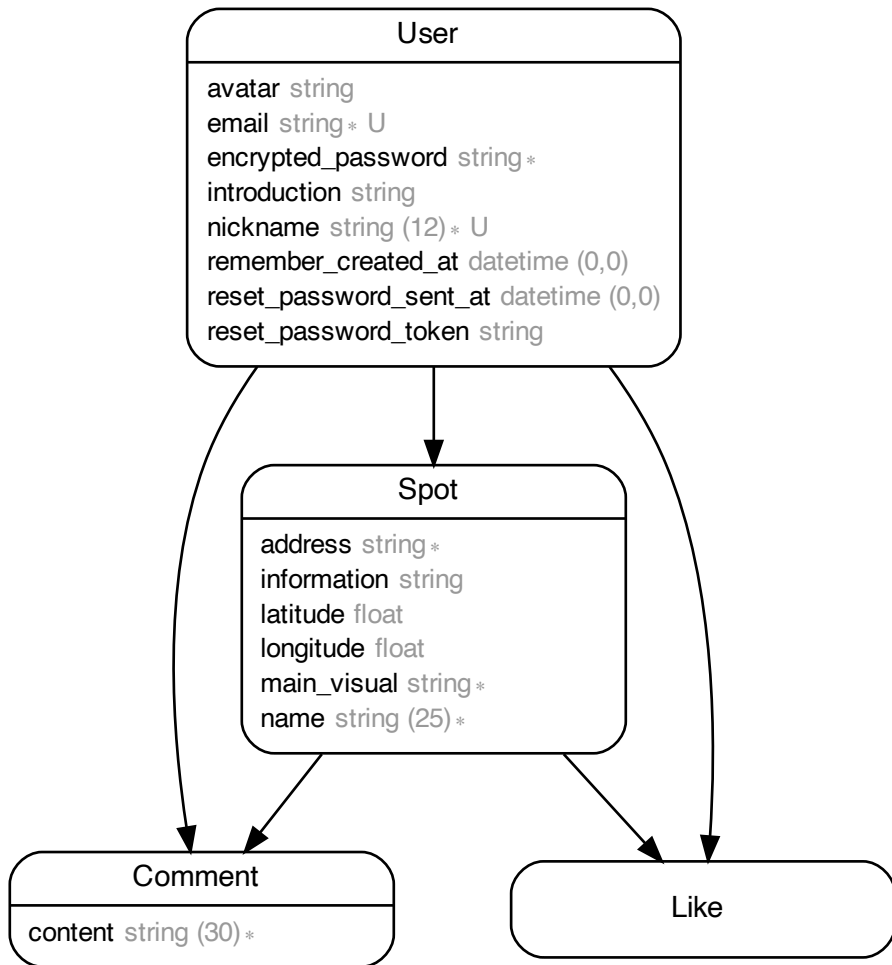 User
avatar string
email string∗ U
encrypted_password string∗
introduction string
nickname string (12)∗ U
remember_created_at datetime (0,0)
reset_password_sent_at datetime (0,0)
reset_password_token string
Spot
address string∗
information string
latitude float
longitude float
main_visual string∗
name string (25)∗
Comment
content string (30)∗
Like